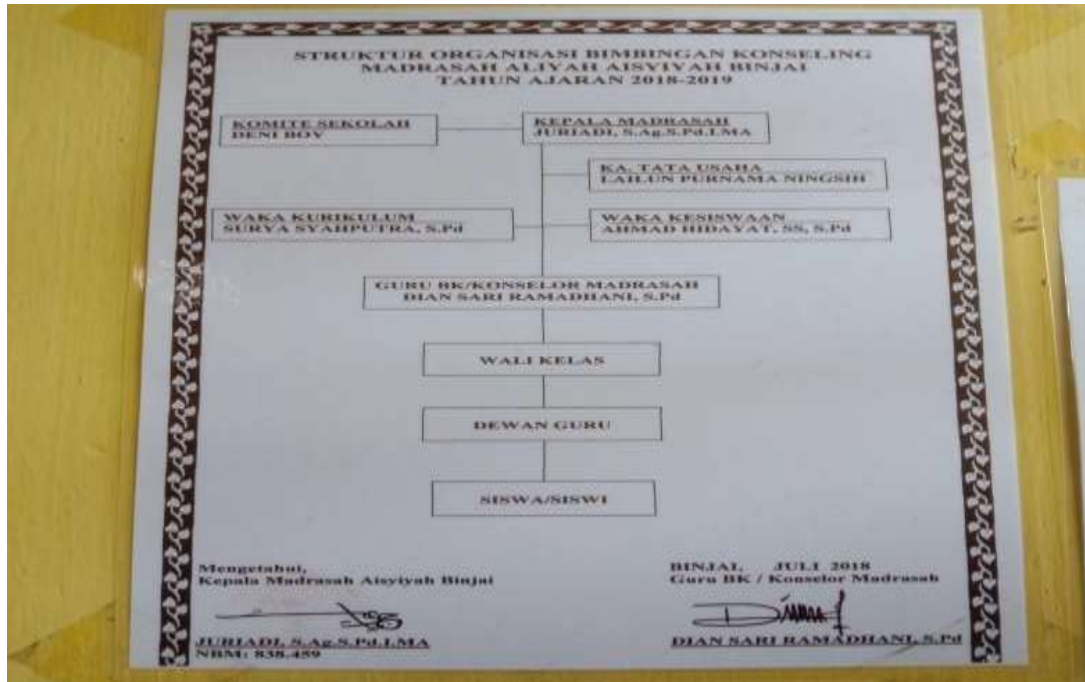 STRUKTUR ORGANISASI BIMBINGAN KONSELING
MADRASAH ALIYAH AISYIYAH BINJAI
TAHUN AJARAN 2018-2019
KOMITE SEKOLAH
DENI BOY
KEPALA MADRASAH
JURIADI, S.Ag.S.Pd.I.MA
KA. TATA USAHA
LAILUN PURNAMA NINGSIH
WAKA KURIKULUM
SURYA SYAHPUTRA, S.Pd
WAKA KESISWAAN
AHMAD HIDAYAT, SS, S.Pd
GURU BK/KONSELOR MADRASAH
DIAN SARI RAMADHANI, S.Pd
WALI KELAS
DEWAN GURU
SISWA/SISWI
Mengetahui,
Kepala Madrasah Aisyiyah Binjai
JURIADI, S.Ag.S.Pd.I.MA
NBM: 838.459
BINJAI, JULI 2018
Guru BK / Konselor Madrasah
DIAN SARI RAMADHANI, S.Pd